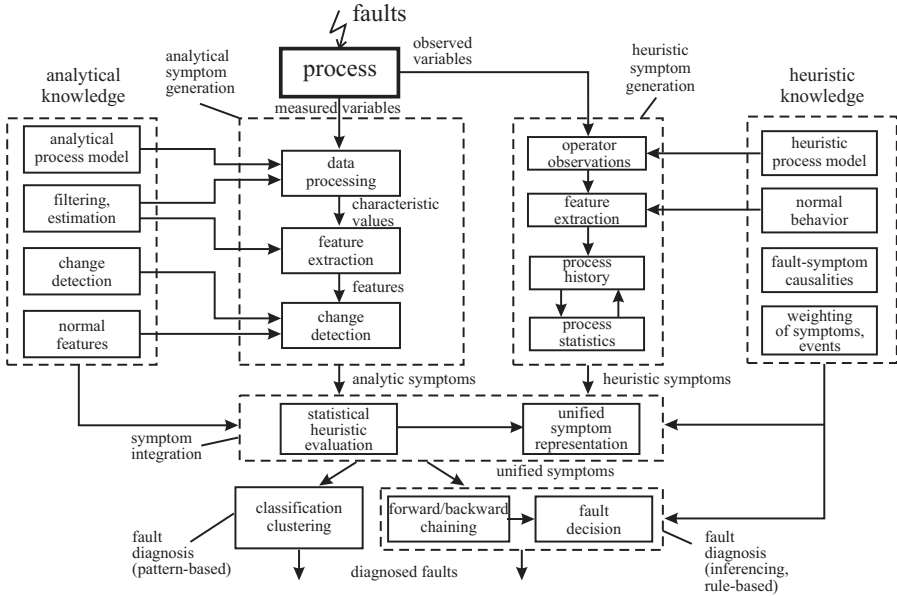 faults
observed
variables
analytical
symptom
generation
process
heuristic
symptom
generation
analytical
knowledge
heuristic
knowledge
measured variables
analytical
process model
filtering,
estimation
change
detection
normal
features
data
processing
characteristic
values
feature
extraction
features
change
detection
operator
observations
feature
extraction
process
history
process
statistics
heuristic
process model
normal
behavior
fault-symptom
causalities
weighting
of symptoms,
events
analytic symptoms
heuristic symptoms
statistical
heuristic
evaluation
unified
symptom
representation
symptom
integration
unified symptoms
classification
clustering
forward/backward
chaining
fault
decision
fault
diagnosis
(pattern-based)
diagnosed faults
fault
diagnosis
(inferencing,
rule-based)